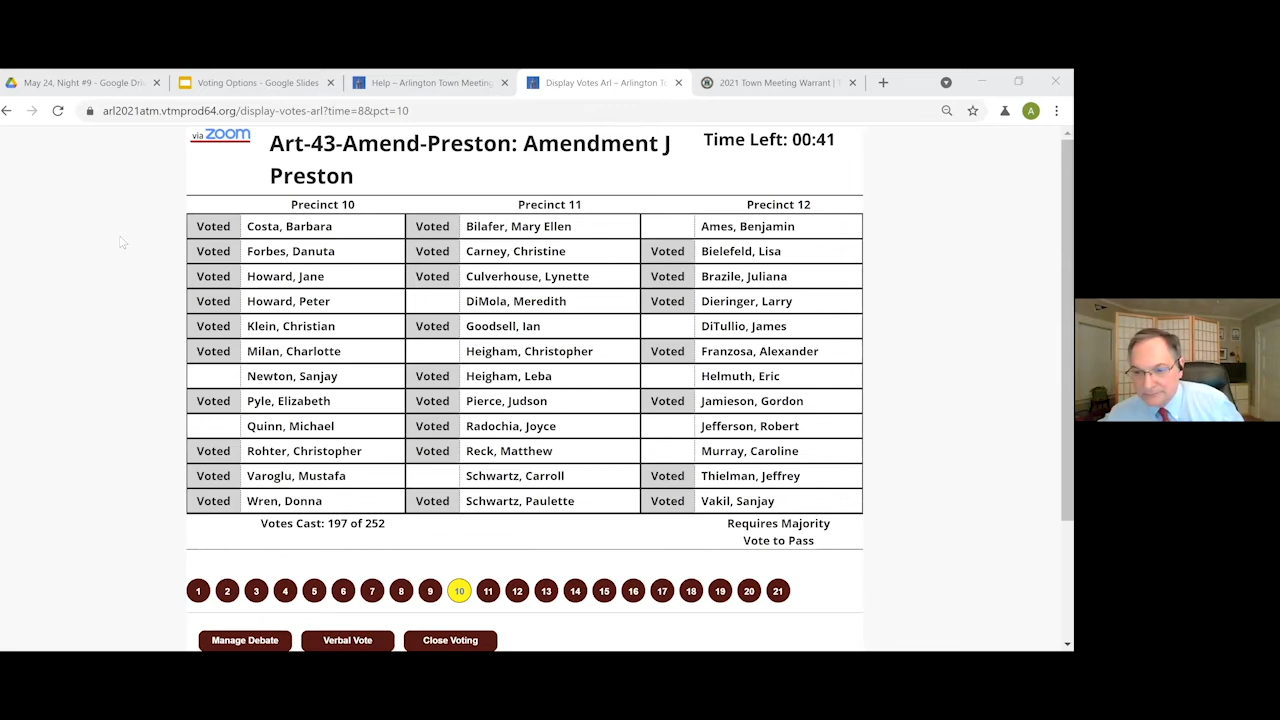 May 24, Night #9 - Google Dri
Voting Options - Google Slides
Help – Arlington Town Meeting
Display Votes Arl – Arlington T
2021 Town Meeting Warrant | T
arl2021atm.vtmprod64.org/display-votes-arl?time=8&pct=10
A
via zoom
Art-43-Amend-Preston: Amendment J
Preston
Time Left: 00:41
Precinct 10 Precinct 11 Precinct 12
Voted Costa, Barbara Voted Bilafer, Mary Ellen Ames, Benjamin
Voted Forbes, Danuta Voted Carney, Christine Voted Bielefeld, Lisa
Voted Howard, Jane Voted Culverhouse, Lynette Voted Brazile, Juliana
Voted Howard, Peter DiMola, Meredith Voted Dieringer, Larry
Voted Klein, Christian Voted Goodsell, Ian DiTullio, James
Voted Milan, Charlotte Heigham, Christopher Voted Franzosa, Alexander
Newton, Sanjay Voted Heigham, Leba Helmuth, Eric
Voted Pyle, Elizabeth Voted Pierce, Judson Voted Jamieson, Gordon
Quinn, Michael Voted Radochia, Joyce Jefferson, Robert
Voted Rohter, Christopher Voted Reck, Matthew Murray, Caroline
Voted Varoglu, Mustafa Schwartz, Carroll Voted Thielman, Jeffrey
Voted Wren, Donna Voted Schwartz, Paulette Voted Vakil, Sanjay
Votes Cast: 197 of 252
Requires Majority
Vote to Pass
1 2 3 4 5 6 7 8 9 10 11 12 13 14 15 16 17 18 19 20 21
Manage Debate Verbal Vote Close Voting